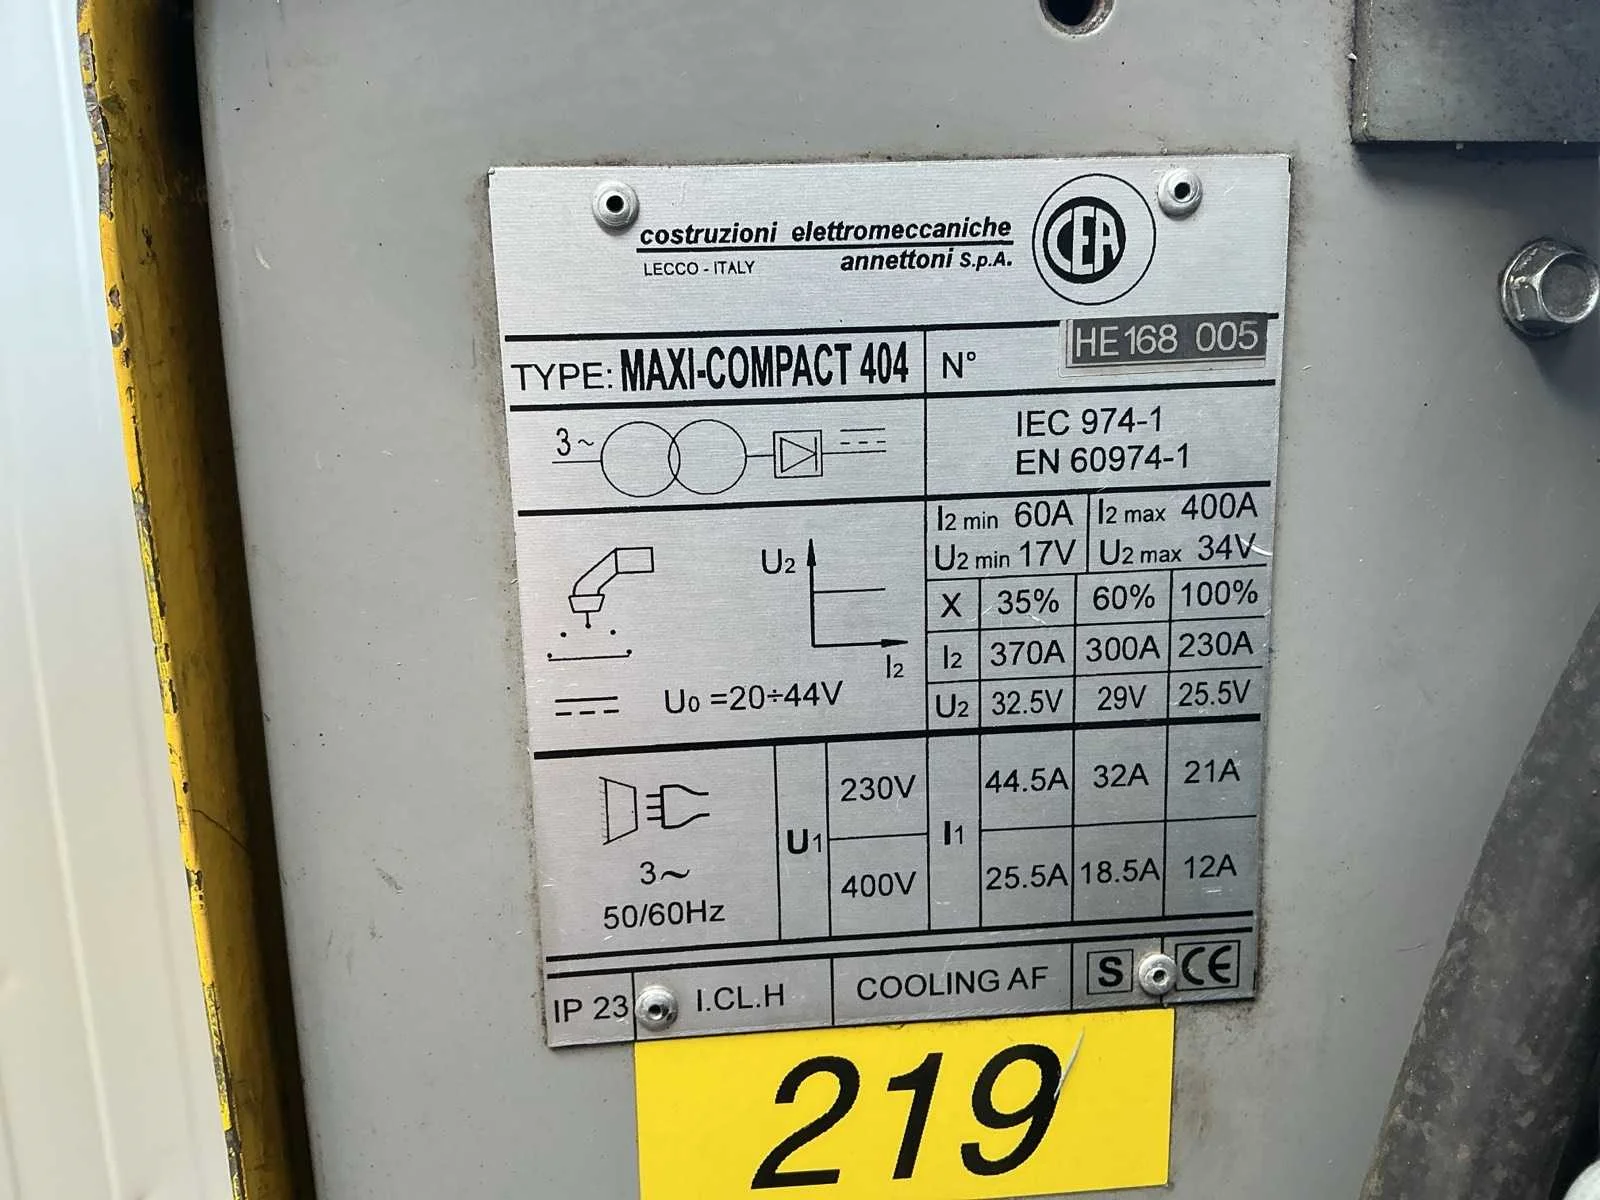 costruzioni elettromeccaniche
LECCO - ITALY annettoni S.p.A.
CEA
TYPE: MAXI-COMPACT 404 N° HE168 005
3~
IEC 974-1
EN 60974-1
I2 min 60A I2 max 400A
U2 min 17V U2 max 34V
X 35% 60% 100%
I2 370A 300A 230A
U2 32.5V 29V 25.5V
U2
I2
U0 =20÷44V
3~
50/60Hz
U1 230V I1 44.5A 32A 21A
400V 25.5A 18.5A 12A
IP 23 I.CL.H COOLING AF S CE
219